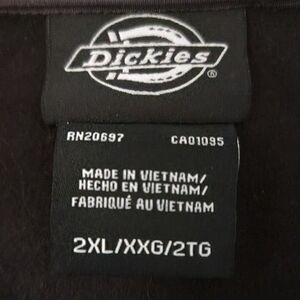 Dickies
®
RN20697 CA01095
MADE IN VIETNAM/
HECHO EN VIETNAM/
FABRIQUÉ AU VIETNAM
2XL/XXG/2TG